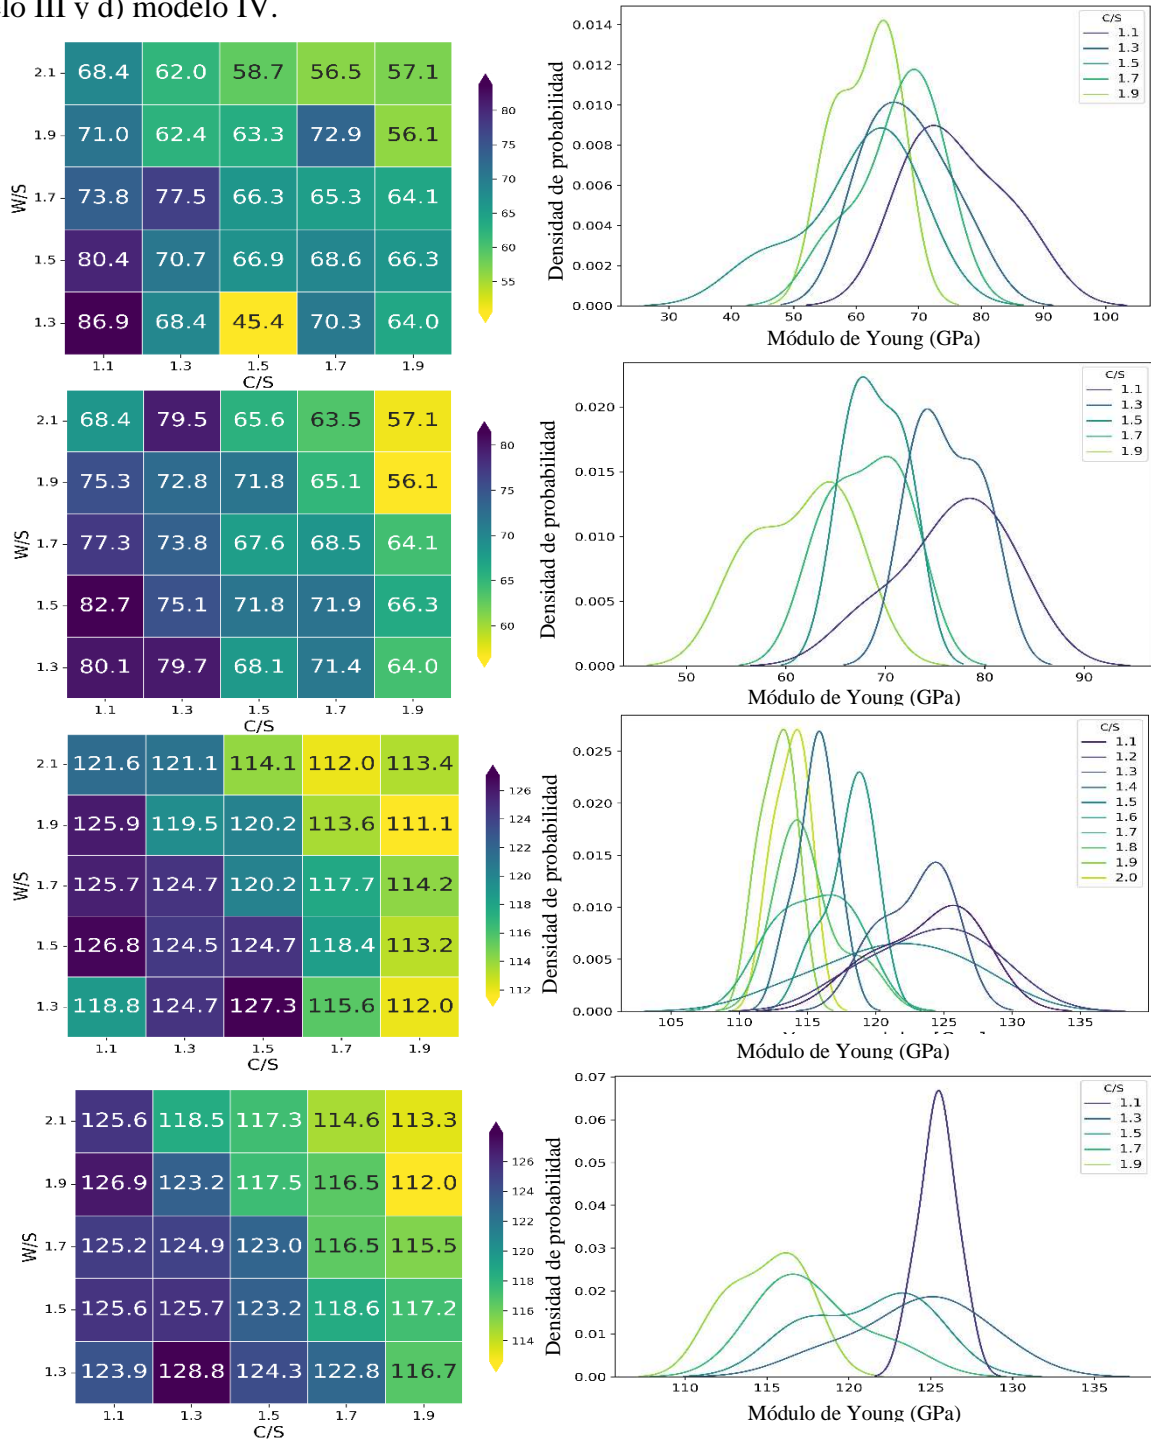 lo III y d) modelo IV.
2.1 68.4 62.0 58.7 56.5 57.1
1.9 71.0 62.4 63.3 72.9 56.1
1.7 73.8 77.5 66.3 65.3 64.1
1.5 80.4 70.7 66.9 68.6 66.3
1.3 86.9 68.4 45.4 70.3 64.0
1.1 1.3 1.5 1.7 1.9
C/S
W/S
80
75
70
65
60
55
Densidad de probabilidad
0.014
0.012
0.010
0.008
0.006
0.004
0.002
0.000
30 40 50 60 70 80 90 100
Módulo de Young (GPa)
C/S
1.1
1.3
1.5
1.7
1.9
2.1 68.4 79.5 65.6 63.5 57.1
1.9 75.3 72.8 71.8 65.1 56.1
1.7 77.3 73.8 67.6 68.5 64.1
1.5 82.7 75.1 71.8 71.9 66.3
1.3 80.1 79.7 68.1 71.4 64.0
1.1 1.3 1.5 1.7 1.9
C/S
W/S
80
75
70
65
60
Densidad de probabilidad
0.020
0.015
0.010
0.005
0.000
50 60 70 80 90
Módulo de Young (GPa)
C/S
1.1
1.3
1.5
1.7
1.9
2.1 121.6 121.1 114.1 112.0 113.4
1.9 125.9 119.5 120.2 113.6 111.1
1.7 125.7 124.7 120.2 117.7 114.2
1.5 126.8 124.5 124.7 118.4 113.2
1.3 118.8 124.7 127.3 115.6 112.0
1.1 1.3 1.5 1.7 1.9
C/S
W/S
126
124
122
120
118
116
114
112
Densidad de probabilidad
0.025
0.020
0.015
0.010
0.005
0.000
105 110 115 120 125 130 135
Módulo de Young (GPa)
C/S
1.1
1.2
1.3
1.4
1.5
1.6
1.7
1.8
1.9
2.0
2.1 125.6 118.5 117.3 114.6 113.3
1.9 126.9 123.2 117.5 116.5 112.0
1.7 125.2 124.9 123.0 116.5 115.5
1.5 125.6 125.7 123.2 118.6 117.2
1.3 123.9 128.8 124.3 122.8 116.7
1.1 1.3 1.5 1.7 1.9
C/S
W/S
126
124
122
120
118
116
114
Densidad de probabilidad
0.07
0.06
0.05
0.04
0.03
0.02
0.01
0.00
110 115 120 125 130 135
Módulo de Young (GPa)
C/S
1.1
1.3
1.5
1.7
1.9